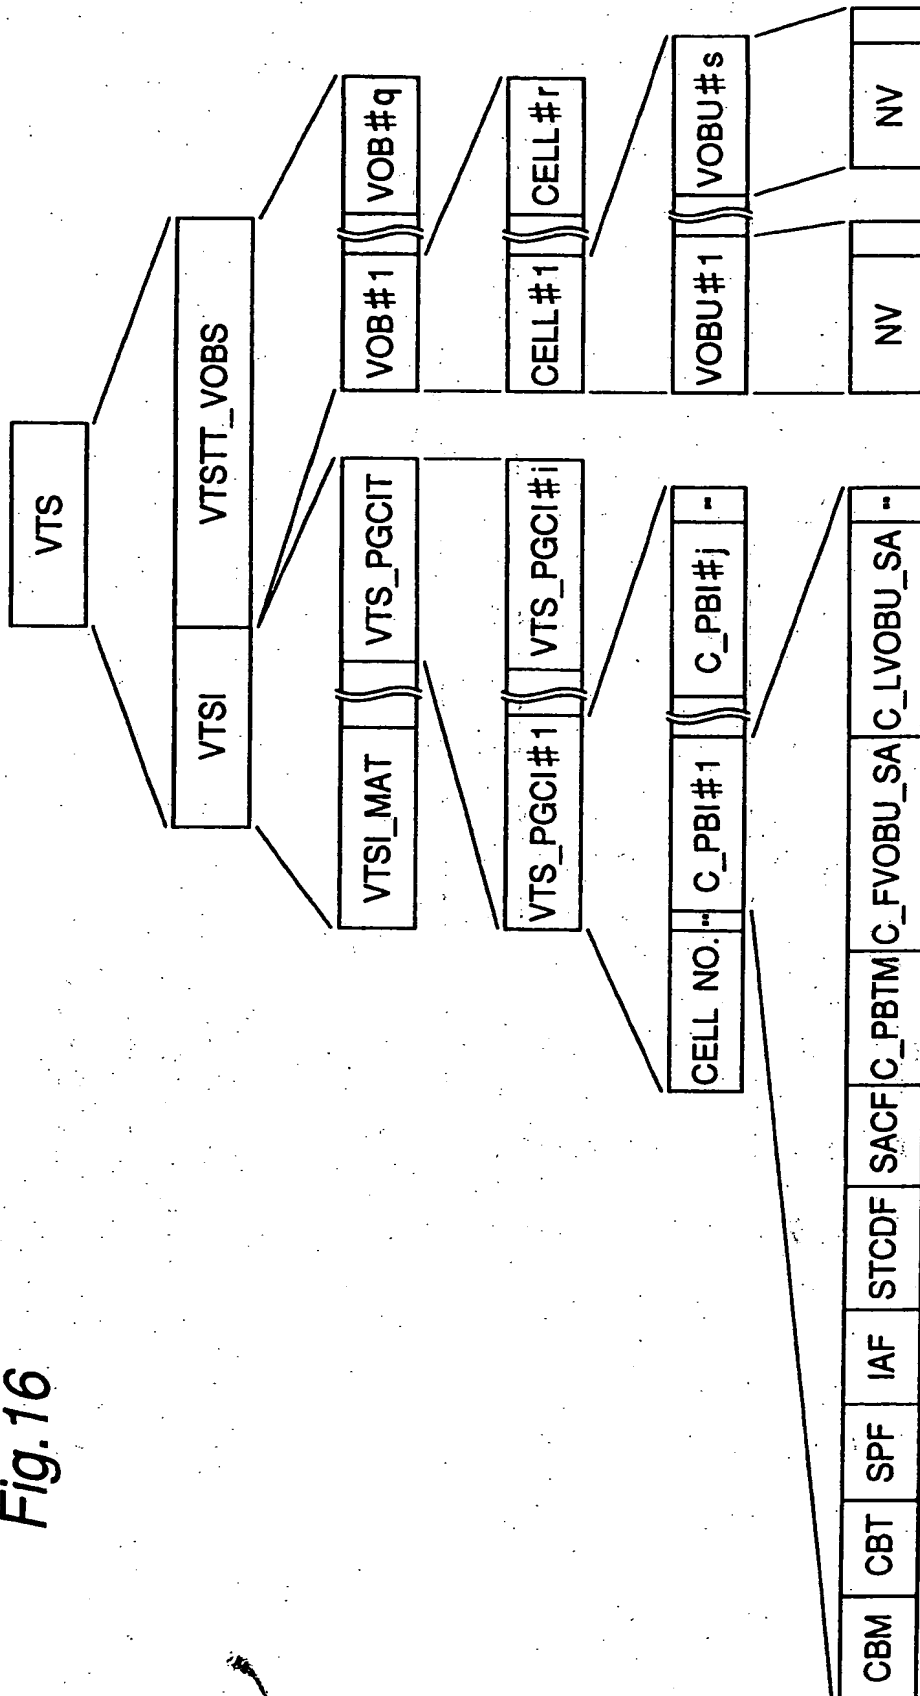 Fig.16
VTS
VTSI VTSTT_VOBS
VTSI_MAT VTS_PGCIT VOB#1 VOB#q
VTS_PGCI#1 VTS_PGCI#i CELL#1 CELL#r
CELL NO. C_PBI#1 C_PBI#j VOBU#1 VOBU#s
CBM CBT SPF IAF STCDF SACF C_PBTM C_FVOBU_SA C_LVOBU_SA NV NV